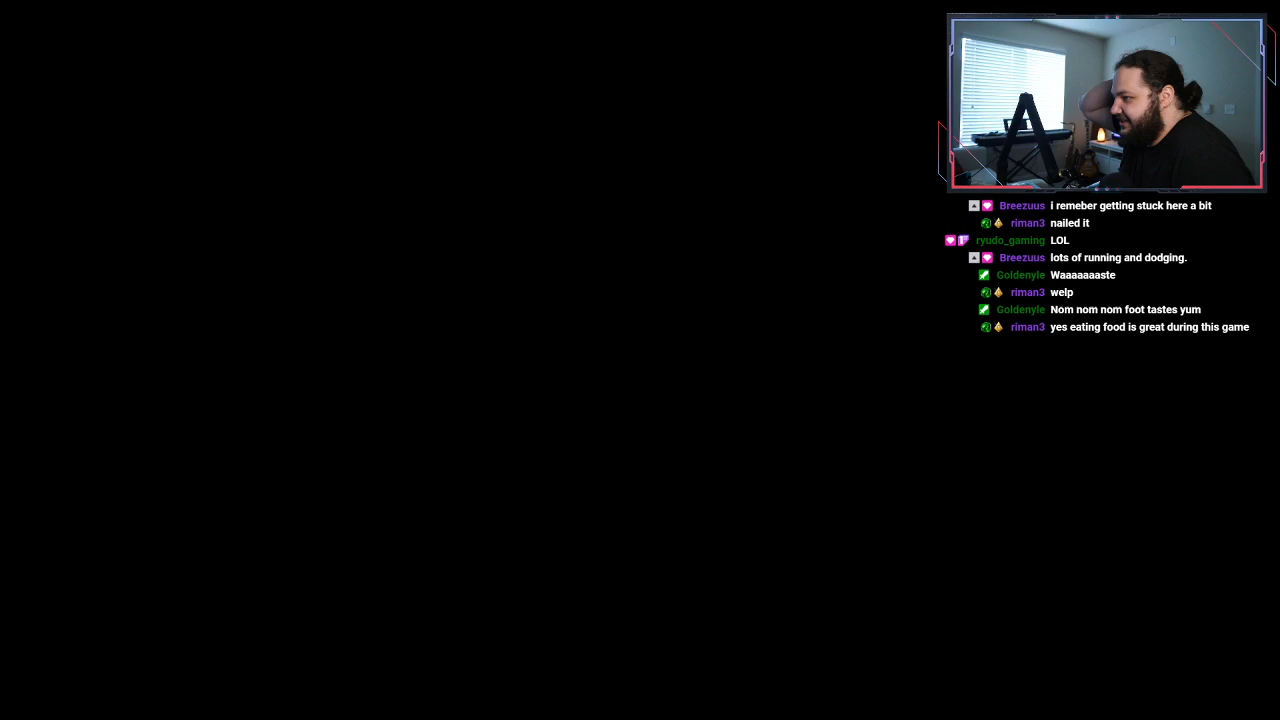 Breezuus i remeber getting stuck here a bit
riman3 nailed it
ryudo_gaming LOL
Breezuus lots of running and dodging.
Goldenyle Waaaaaaaste
riman3 welp
Goldenyle Nom nom nom foot tastes yum
riman3 yes eating food is great during this game